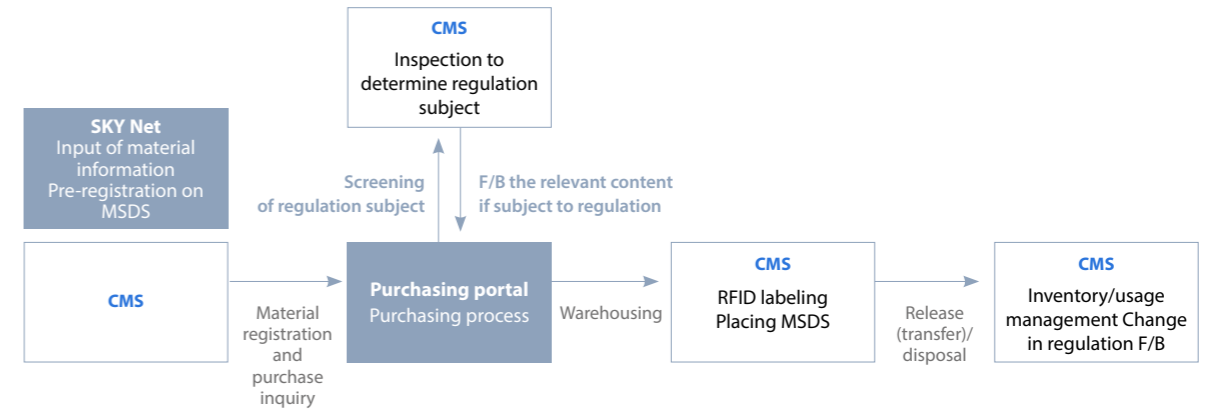 CMS
Inspection to
determine regulation
subject
SKY Net
Input of material
information
Pre-registration on
MSDS
Screening
of regulation subject
F/B the relevant content
if subject to regulation
CMS
Material
registration
and
purchase
inquiry
Purchasing portal
Purchasing process
Warehousing
CMS
RFID labeling
Placing MSDS
Release
(transfer)/
disposal
CMS
Inventory/usage
management Change
in regulation F/B